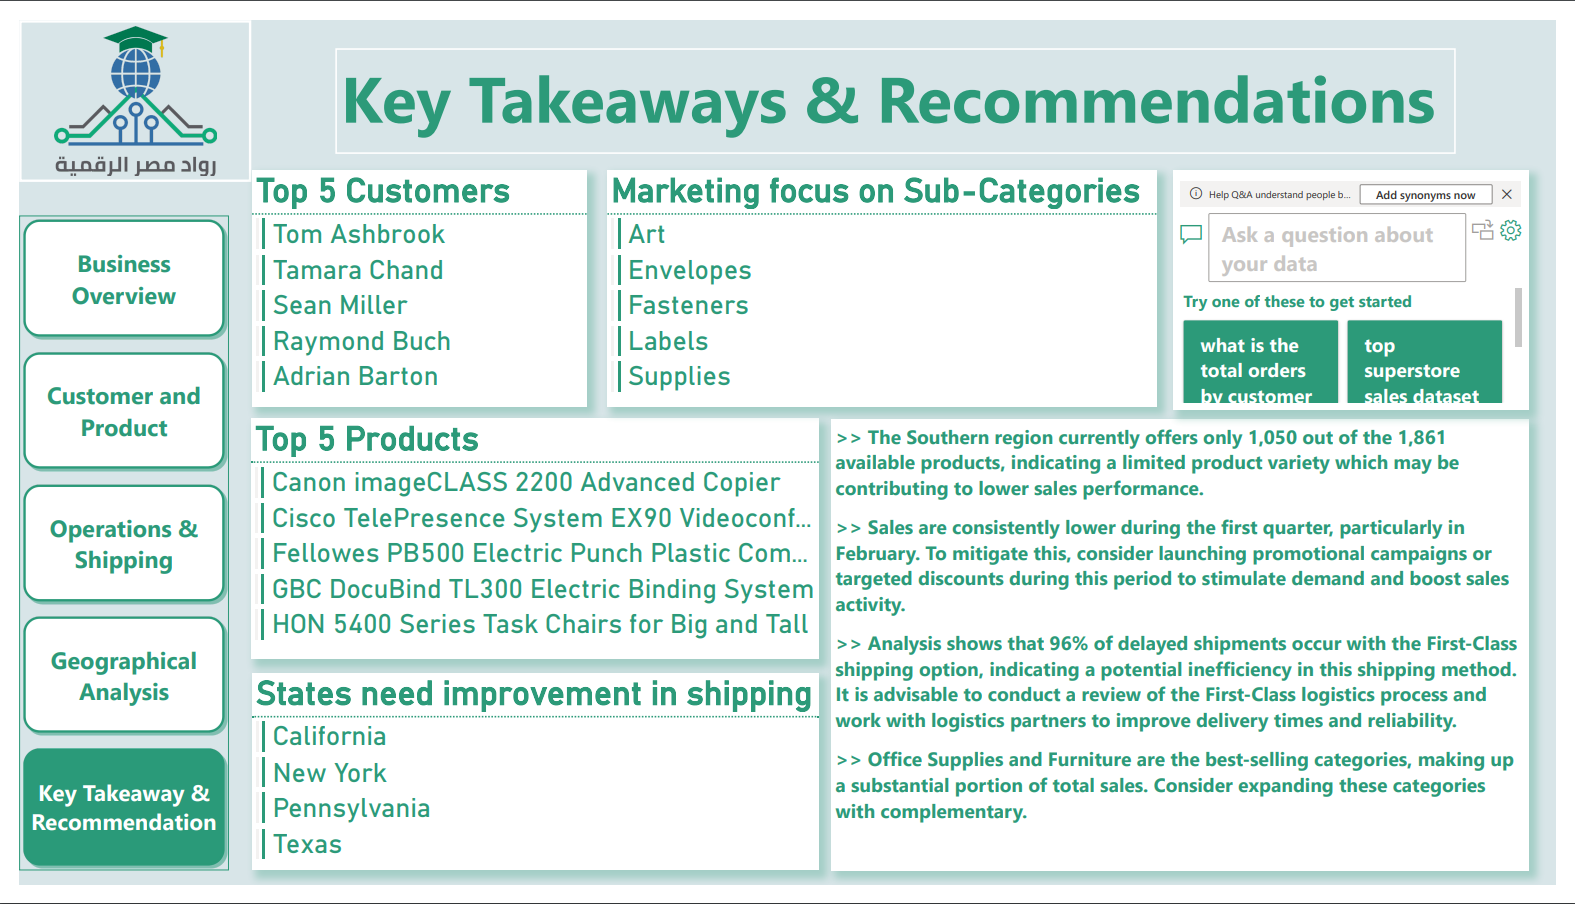 رواد مصر الرقمية
Key Takeaways & Recommendations
Business
Overview
Customer and
Product
Operations &
Shipping
Geographical
Analysis
Key Takeaway &
Recommendation
Top 5 Customers
Tom Ashbrook
Tamara Chand
Sean Miller
Raymond Buch
Adrian Barton
Marketing focus on Sub-Categories
Art
Envelopes
Fasteners
Labels
Supplies
Help Q&A understand people b...
Add synonyms now
Ask a question about
your data
Try one of these to get started
what is the
total orders
by customer
top
superstore
sales dataset
Top 5 Products
Canon imageCLASS 2200 Advanced Copier
Cisco TelePresence System EX90 Videoconf...
Fellowes PB500 Electric Punch Plastic Com...
GBC DocuBind TL300 Electric Binding System
HON 5400 Series Task Chairs for Big and Tall
States need improvement in shipping
California
New York
Pennsylvania
Texas
>> The Southern region currently offers only 1,050 out of the 1,861
available products, indicating a limited product variety which may be
contributing to lower sales performance.
>> Sales are consistently lower during the first quarter, particularly in
February. To mitigate this, consider launching promotional campaigns or
targeted discounts during this period to stimulate demand and boost sales
activity.
>> Analysis shows that 96% of delayed shipments occur with the First-Class
shipping option, indicating a potential inefficiency in this shipping method.
It is advisable to conduct a review of the First-Class logistics process and
work with logistics partners to improve delivery times and reliability.
>> Office Supplies and Furniture are the best-selling categories, making up
a substantial portion of total sales. Consider expanding these categories
with complementary.